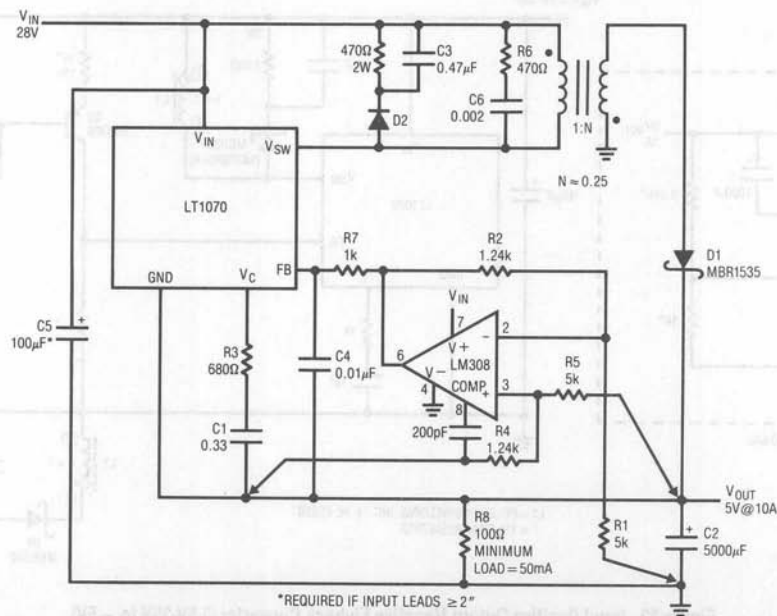 VIN
28V
470Ω
2W
C3
0.47µF
R6
470Ω
C6
0.002
D2
1:N
N ≈ 0.25
VIN
VSW
LT1070
GND
VC
FB
R7
1k
R2
1.24k
D1
MBR1535
C5
100µF*
+
R3
680Ω
C4
0.01µF
VIN
7
V+
2
−
6
LM308
V−
4
COMP
+
3
8
R5
5k
C1
0.33
200pF
R4
1.24k
VOUT
5V@10A
R8
100Ω
MINIMUM
LOAD = 50mA
R1
5k
+
C2
5000µF
*REQUIRED IF INPUT LEADS ≥ 2"